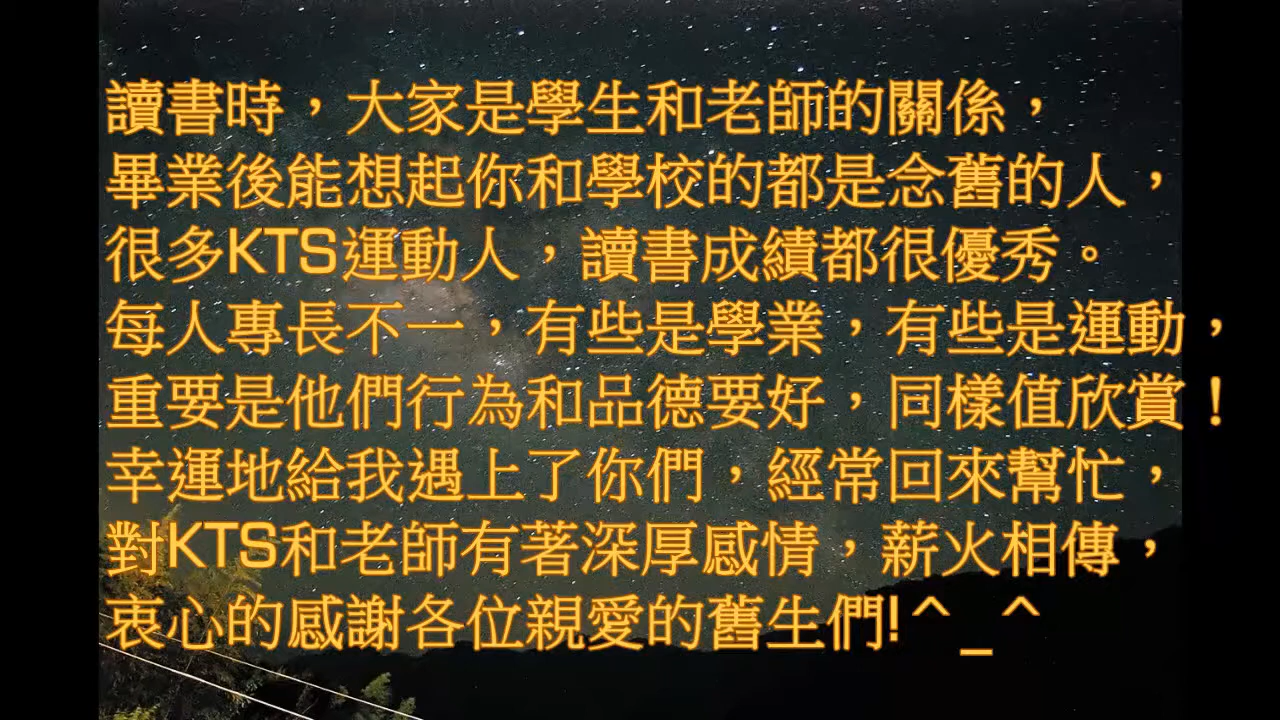 讀書時，大家是學生和老師的關係，
畢業後能想起你和學校的都是念舊的人，
很多KTS運動人，讀書成績都很優秀。
每人專長不一，有些是學業，有些是運動，
重要是他們行為和品德要好，同樣值欣賞！
幸運地給我遇上了你們，經常回來幫忙，
對KTS和老師有著深厚感情，薪火相傳，
衷心的感謝各位親愛的舊生們!^_^